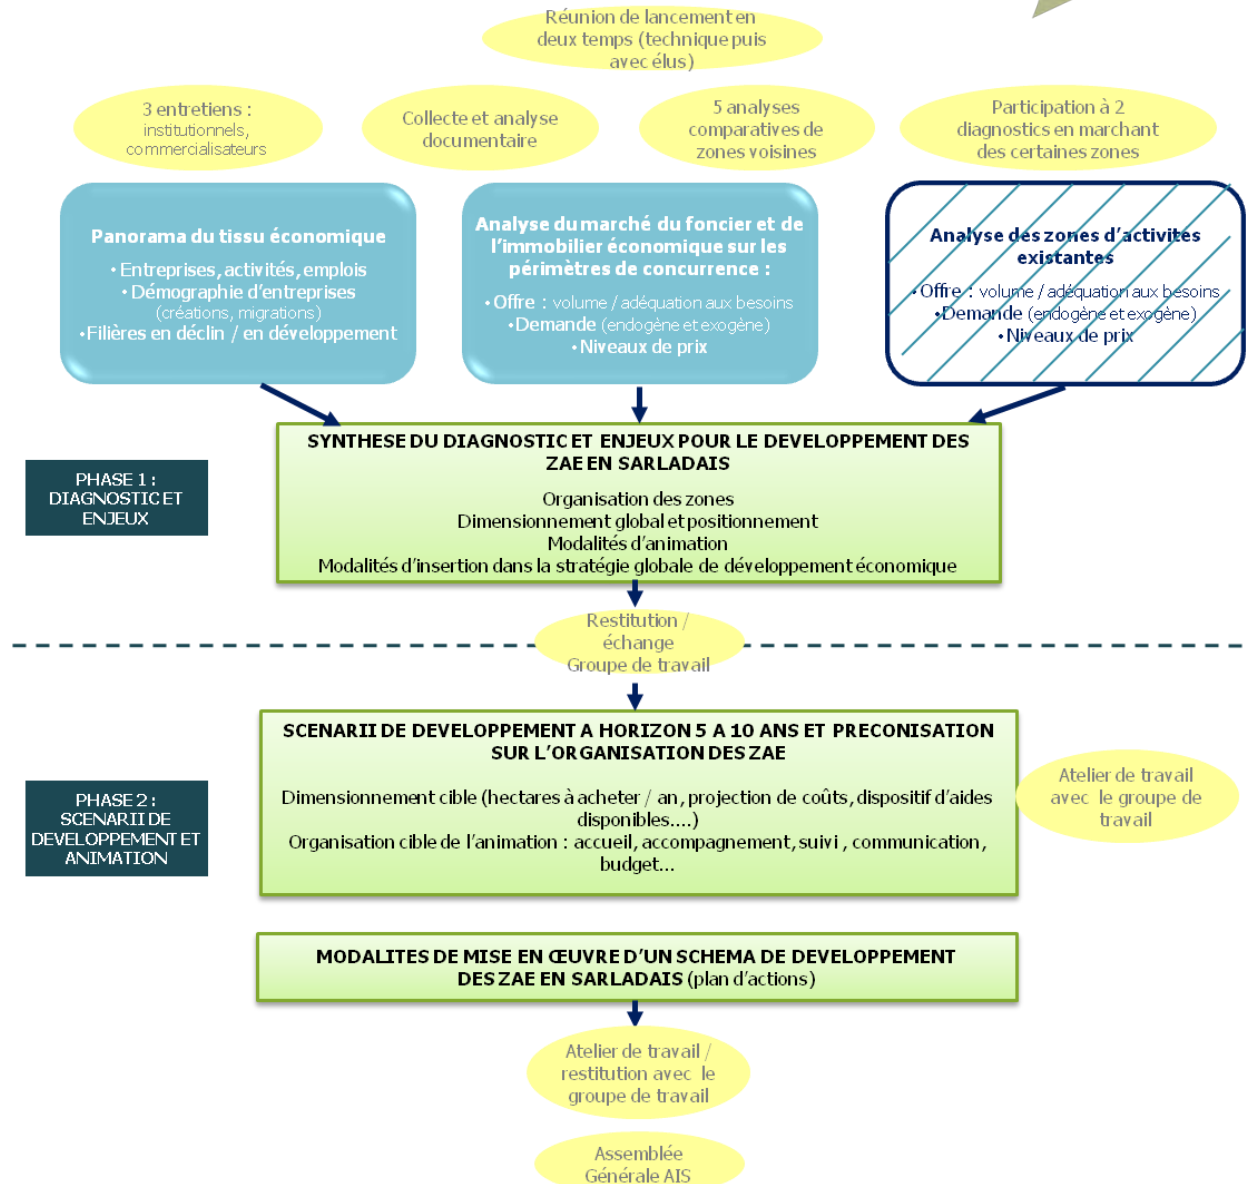 Réunion de lancement en
deux temps (technique puis
avec élus)
3 entretiens :
institutionnels,
commercialisateurs
Collecte et analyse
documentaire
5 analyses
comparatives de
zones voisines
Participation à 2
diagnostics en marchant
des certaines zones
Panorama du tissu économique
• Entreprises, activités, emplois
• Démographie d'entreprises
(créations, migrations)
• Filières en déclin / en développement
Analyse du marché du foncier et de
l'immobilier économique sur les
périmètres de concurrence :
• Offre : volume / adéquation aux besoins
• Demande (endogène et exogène)
• Niveaux de prix
Analyse des zones d'activites
existantes
• Offre : volume / adéquation aux besoins
• Demande (endogène et exogène)
• Niveaux de prix
SYNTHESE DU DIAGNOSTIC ET ENJEUX POUR LE DEVELOPPEMENT DES
ZAE EN SARLADAIS
Organisation des zones
Dimensionnement global et positionnement
Modalités d'animation
Modalités d'insertion dans la stratégie globale de développement économique
PHASE 1 :
DIAGNOSTIC ET
ENJEUX
Restitution /
échange
Groupe de travail
SCENARII DE DEVELOPPEMENT A HORIZON 5 A 10 ANS ET PRECONISATION
SUR L'ORGANISATION DES ZAE
Dimensionnement cible (hectares à acheter / an, projection de coûts, dispositif d'aides
disponibles....)
Organisation cible de l'animation : accueil, accompagnement, suivi , communication,
budget...
Atelier de travail
avec le groupe de
travail
PHASE 2 :
SCENARII DE
DEVELOPPEMENT ET
ANIMATION
MODALITES DE MISE EN ŒUVRE D'UN SCHEMA DE DEVELOPPEMENT
DES ZAE EN SARLADAIS (plan d'actions)
Atelier de travail /
restitution avec le
groupe de travail
Assemblée
Générale AIS